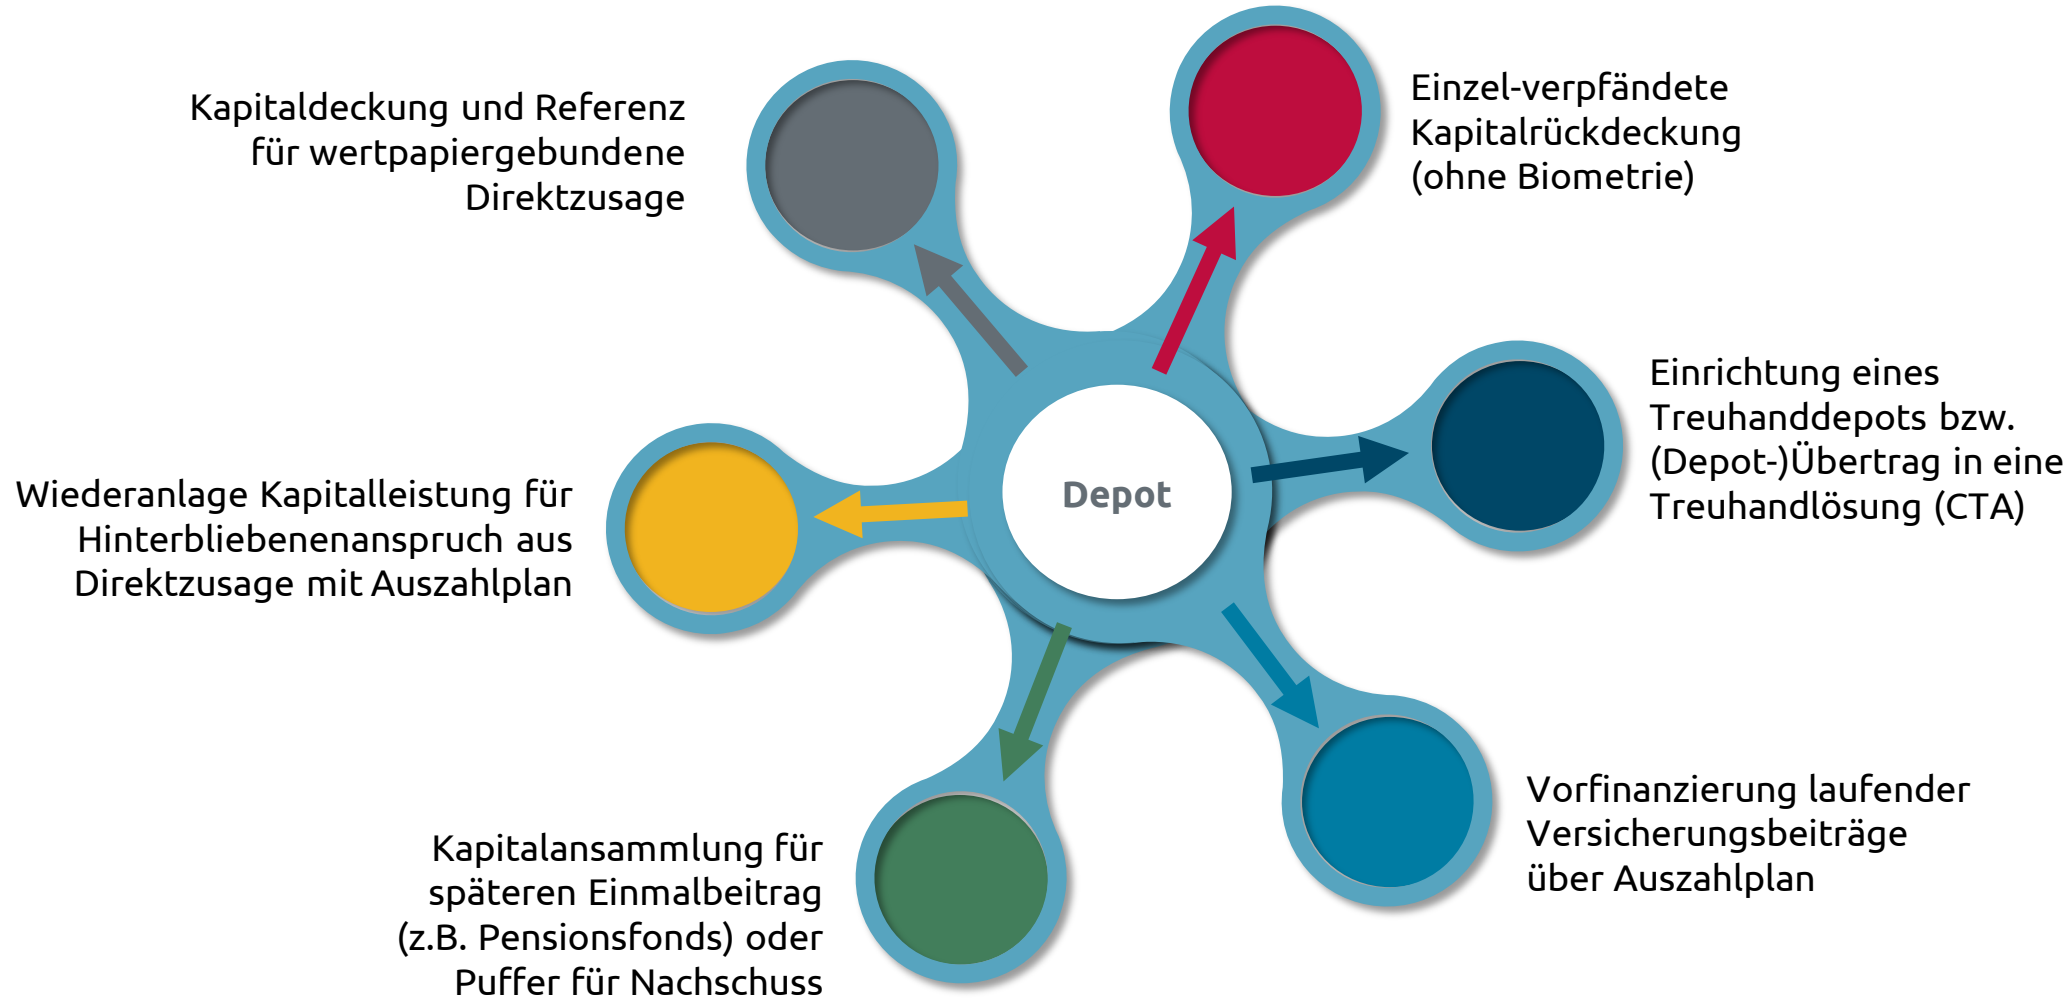 Kapitaldeckung und Referenz
für wertpapiergebundene
Direktzusage
Einzel-verpfändete
Kapitalrückdeckung
(ohne Biometrie)
Einrichtung eines
Treuhanddepots bzw.
(Depot-)Übertrag in eine
Treuhandlösung (CTA)
Depot
Wiederanlage Kapitalleistung für
Hinterbliebenenanspruch aus
Direktzusage mit Auszahlplan
Vorfinanzierung laufender
Versicherungsbeiträge
über Auszahlplan
Kapitalansammlung für
späteren Einmalbeitrag
(z.B. Pensionsfonds) oder
Puffer für Nachschuss